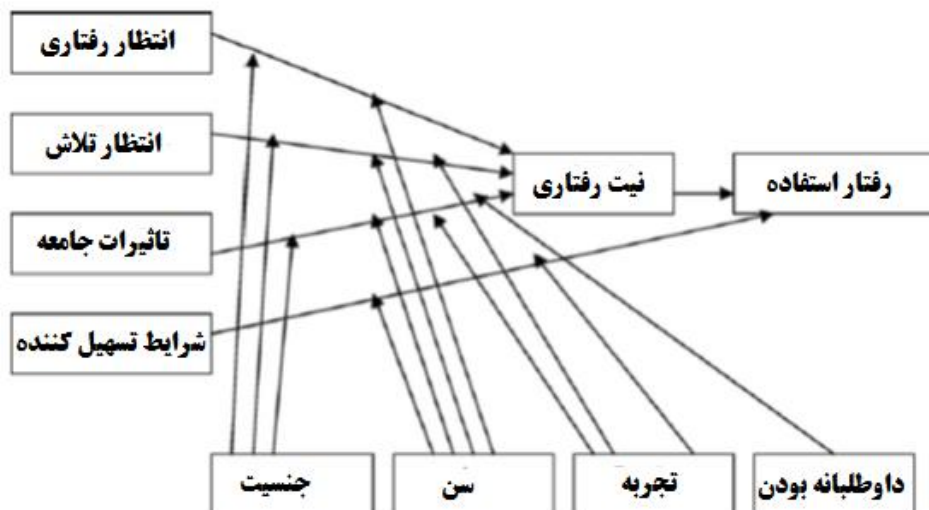 انتظار رفتاری
انتظار تلاش
تاثیرات جامعه
شرایط تسهیل کننده
نیت رفتاری
رفتار استفاده
جنسیت
سن
تجربه
داوطلبانه بودن